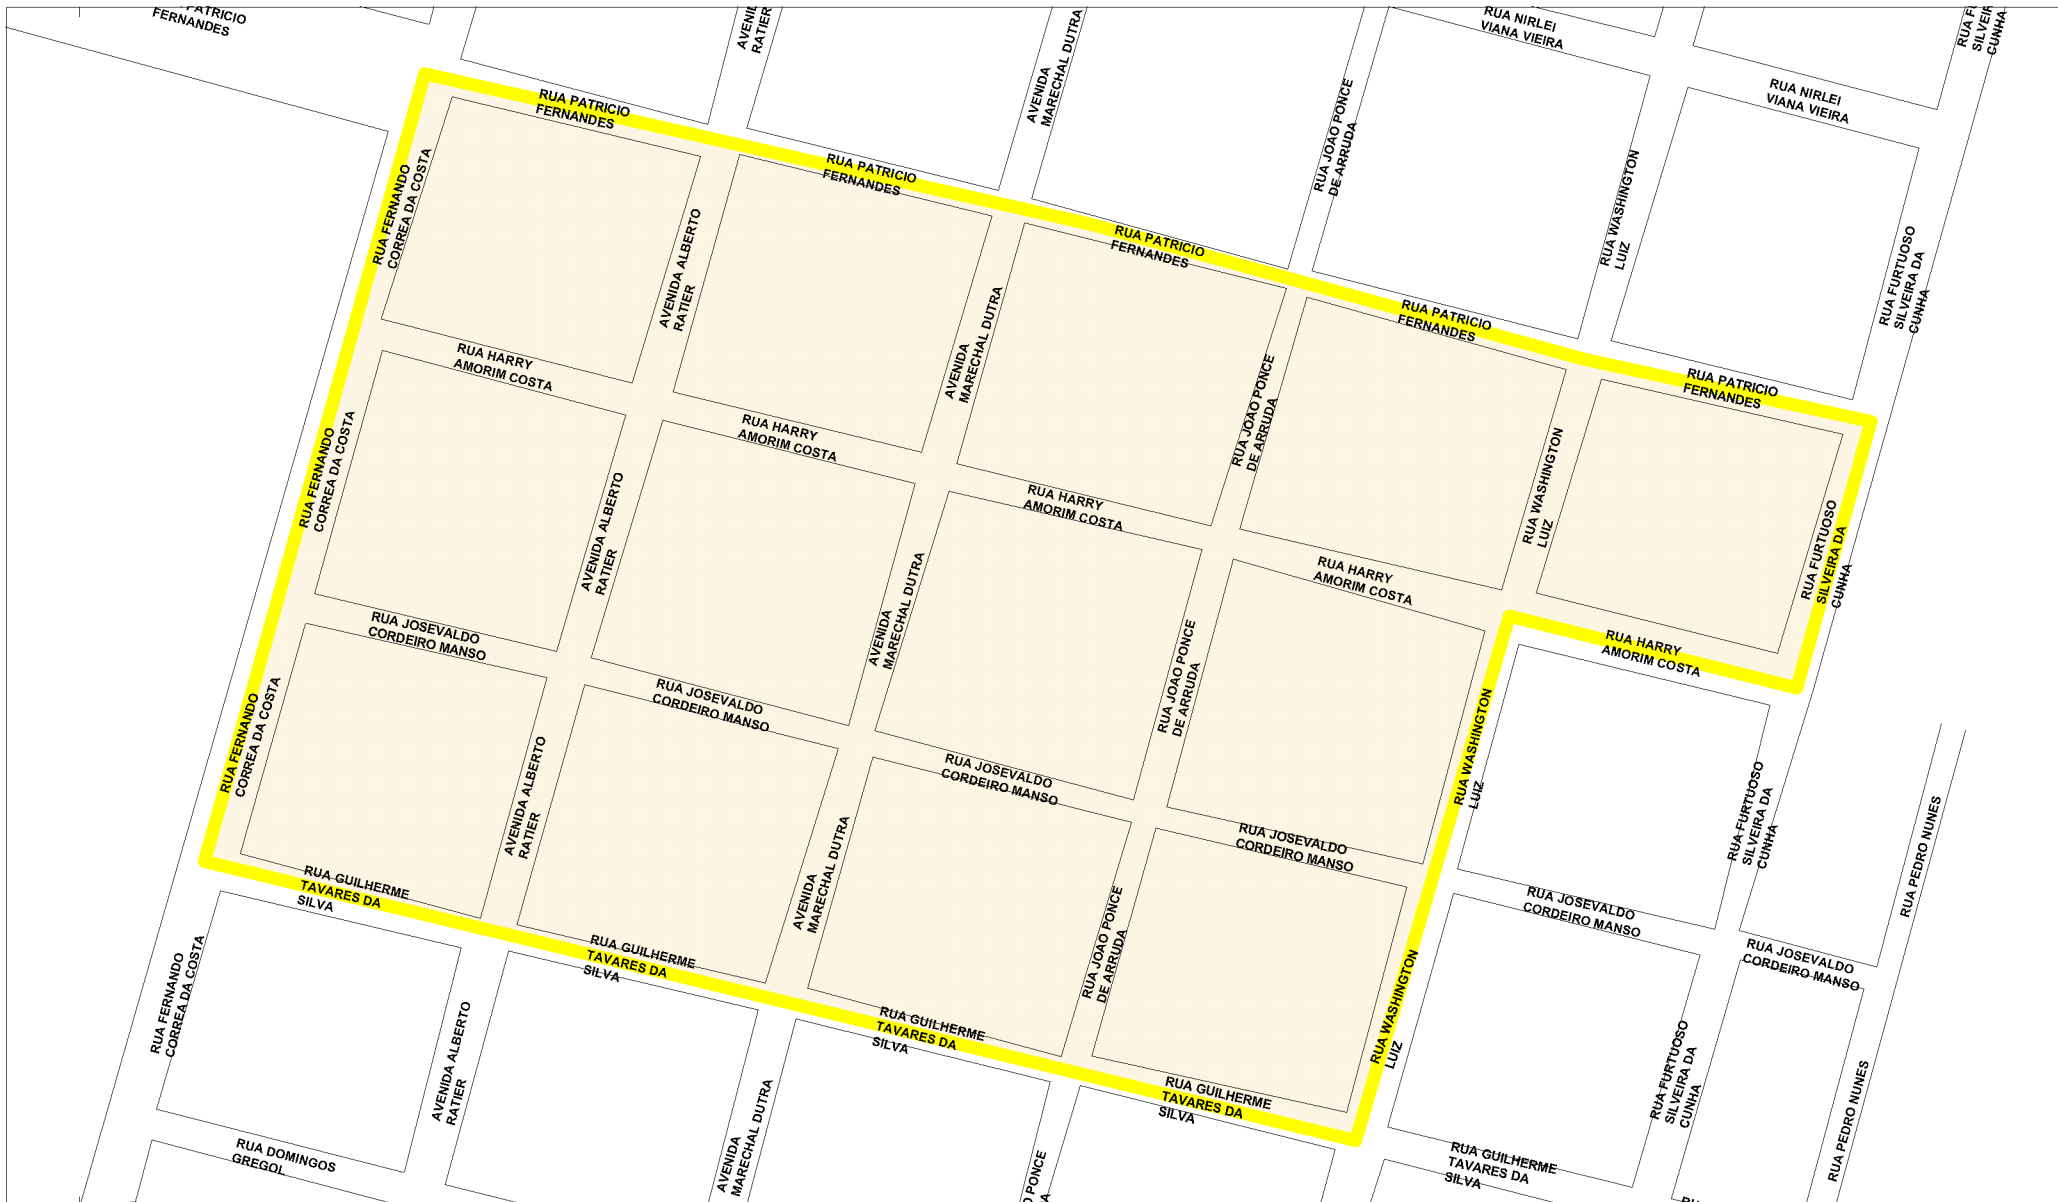 PATRICIO
FERNANDES
RATIER
AVENIDA
MARECHAL DUTRA
RUA NIRLEI
VIANA VIEIRA
CUNHA
RUA NIRLEI
VIANA VIEIRA
RUA PATRICIO
FERNANDES
RUA PATRICIO
FERNANDES
RUA PATRICIO
FERNANDES
RUA PATRICIO
FERNANDES
RUA PATRICIO
FERNANDES
RUA JOAO PONCE
DE ARRUDA
RUA WASHINGTON
LUIZ
RUA FURTUOSO
SILVEIRA DA
CUNHA
RUA FERNANDO
CORREA DA COSTA
AVENIDA ALBERTO
RATIER
AVENIDA
MARECHAL DUTRA
RUA JOAO PONCE
DE ARRUDA
RUA WASHINGTON
LUIZ
RUA FURTUOSO
SILVEIRA DA
CUNHA
RUA HARRY
AMORIM COSTA
RUA HARRY
AMORIM COSTA
RUA HARRY
AMORIM COSTA
RUA HARRY
AMORIM COSTA
RUA HARRY
AMORIM COSTA
RUA FERNANDO
CORREA DA COSTA
AVENIDA ALBERTO
RATIER
AVENIDA
MARECHAL DUTRA
RUA JOAO PONCE
DE ARRUDA
RUA WASHINGTON
LUIZ
RUA FURTUOSO
SILVEIRA DA
CUNHA
RUA PEDRO NUNES
RUA JOSEVALDO
CORDEIRO MANSO
RUA JOSEVALDO
CORDEIRO MANSO
RUA JOSEVALDO
CORDEIRO MANSO
RUA JOSEVALDO
CORDEIRO MANSO
RUA JOSEVALDO
CORDEIRO MANSO
RUA JOSEVALDO
CORDEIRO MANSO
RUA FERNANDO
CORREA DA COSTA
AVENIDA ALBERTO
RATIER
AVENIDA
MARECHAL DUTRA
RUA JOAO PONCE
DE ARRUDA
RUA WASHINGTON
LUIZ
RUA FURTUOSO
SILVEIRA DA
CUNHA
RUA PEDRO NUNES
RUA GUILHERME
TAVARES DA
SILVA
RUA GUILHERME
TAVARES DA
SILVA
RUA GUILHERME
TAVARES DA
SILVA
RUA GUILHERME
TAVARES DA
SILVA
RUA GUILHERME
TAVARES DA
SILVA
RUA FERNANDO
CORREA DA COSTA
AVENIDA ALBERTO
RATIER
AVENIDA
MARECHAL DUTRA
PONCE
RUA DOMINGOS
GREGOL